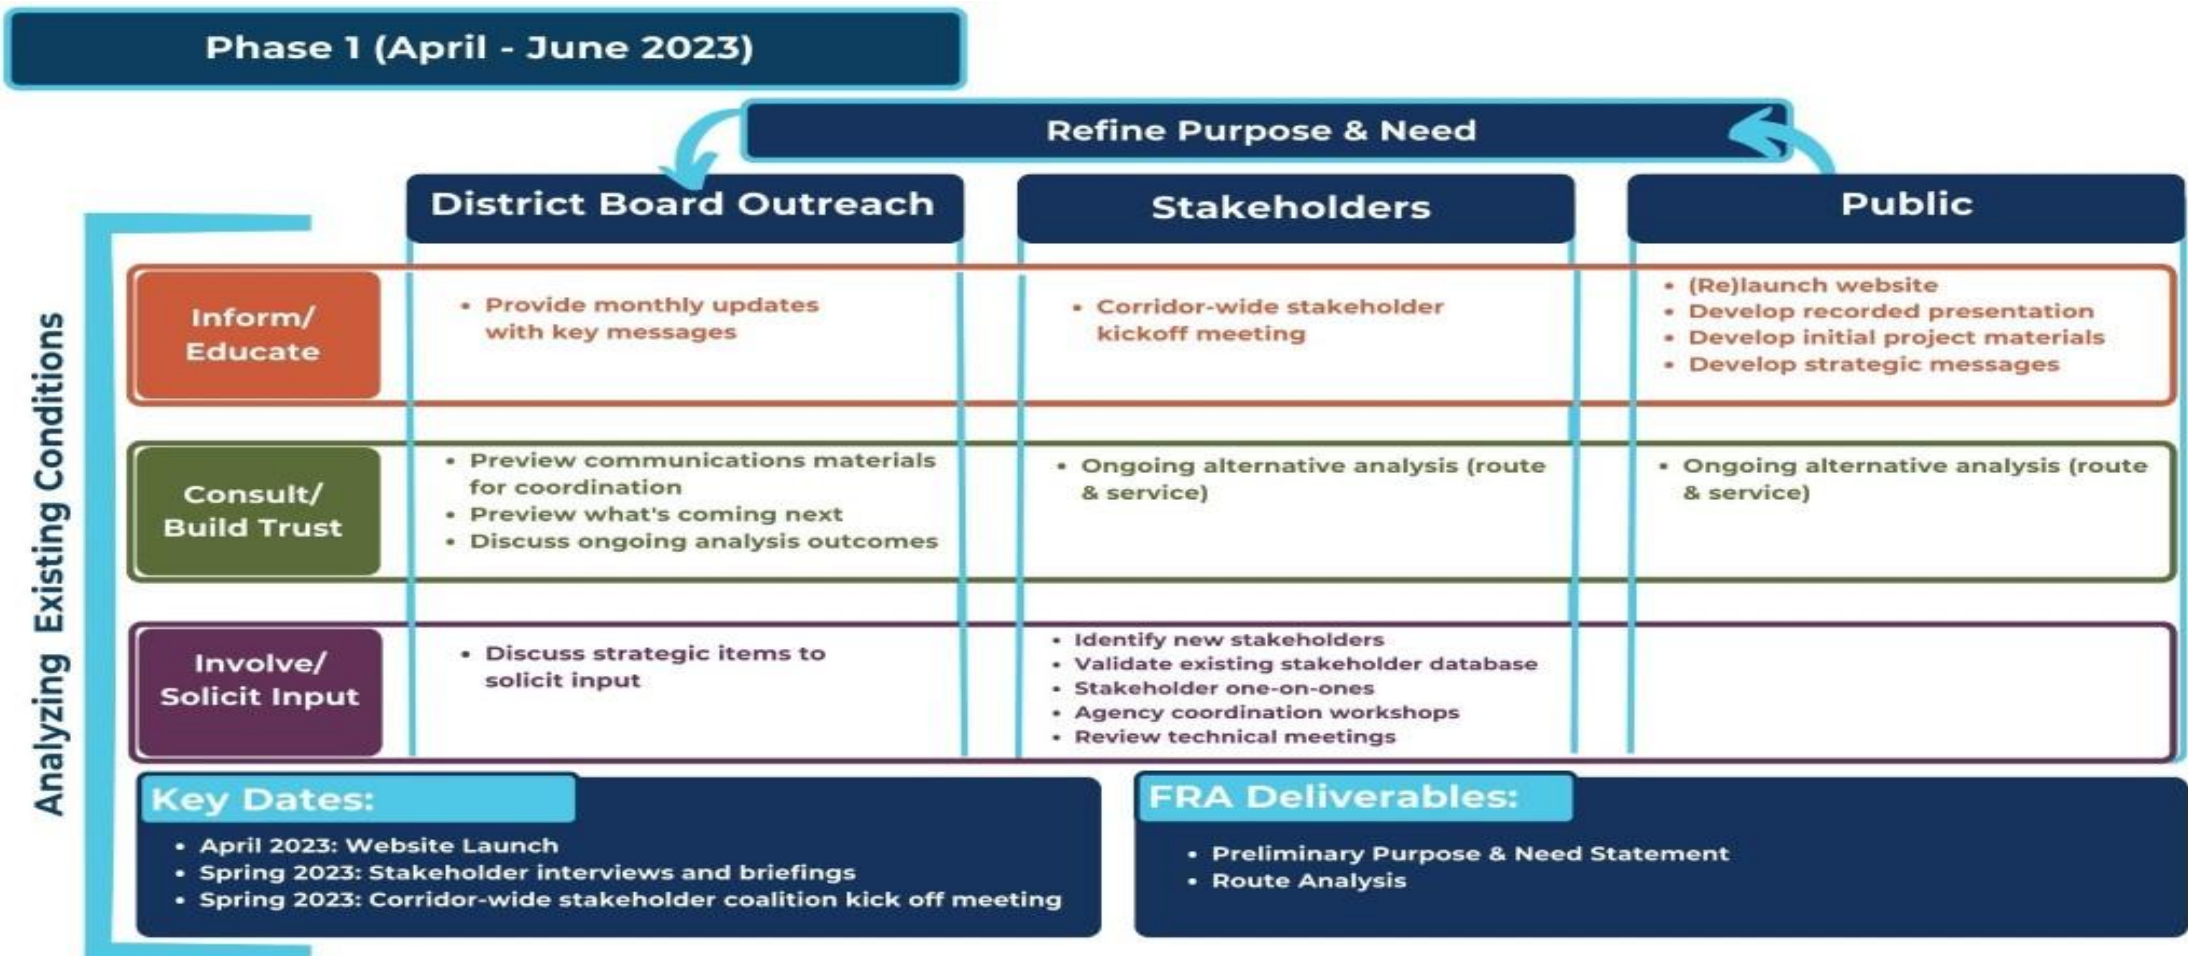 Phase 1 (April - June 2023)
Refine Purpose & Need
District Board Outreach
Stakeholders
Public
Analyzing Existing Conditions
Inform/
Educate
• Provide monthly updates
with key messages
• Corridor-wide stakeholder
kickoff meeting
• (Re)launch website
• Develop recorded presentation
• Develop initial project materials
• Develop strategic messages
Consult/
Build Trust
• Preview communications materials
for coordination
• Preview what's coming next
• Discuss ongoing analysis outcomes
• Ongoing alternative analysis (route
& service)
• Ongoing alternative analysis (route
& service)
Involve/
Solicit Input
• Discuss strategic items to
solicit input
• Identify new stakeholders
• Validate existing stakeholder database
• Stakeholder one-on-ones
• Agency coordination workshops
• Review technical meetings
Key Dates:
• April 2023: Website Launch
• Spring 2023: Stakeholder interviews and briefings
• Spring 2023: Corridor-wide stakeholder coalition kick off meeting
FRA Deliverables:
• Preliminary Purpose & Need Statement
• Route Analysis